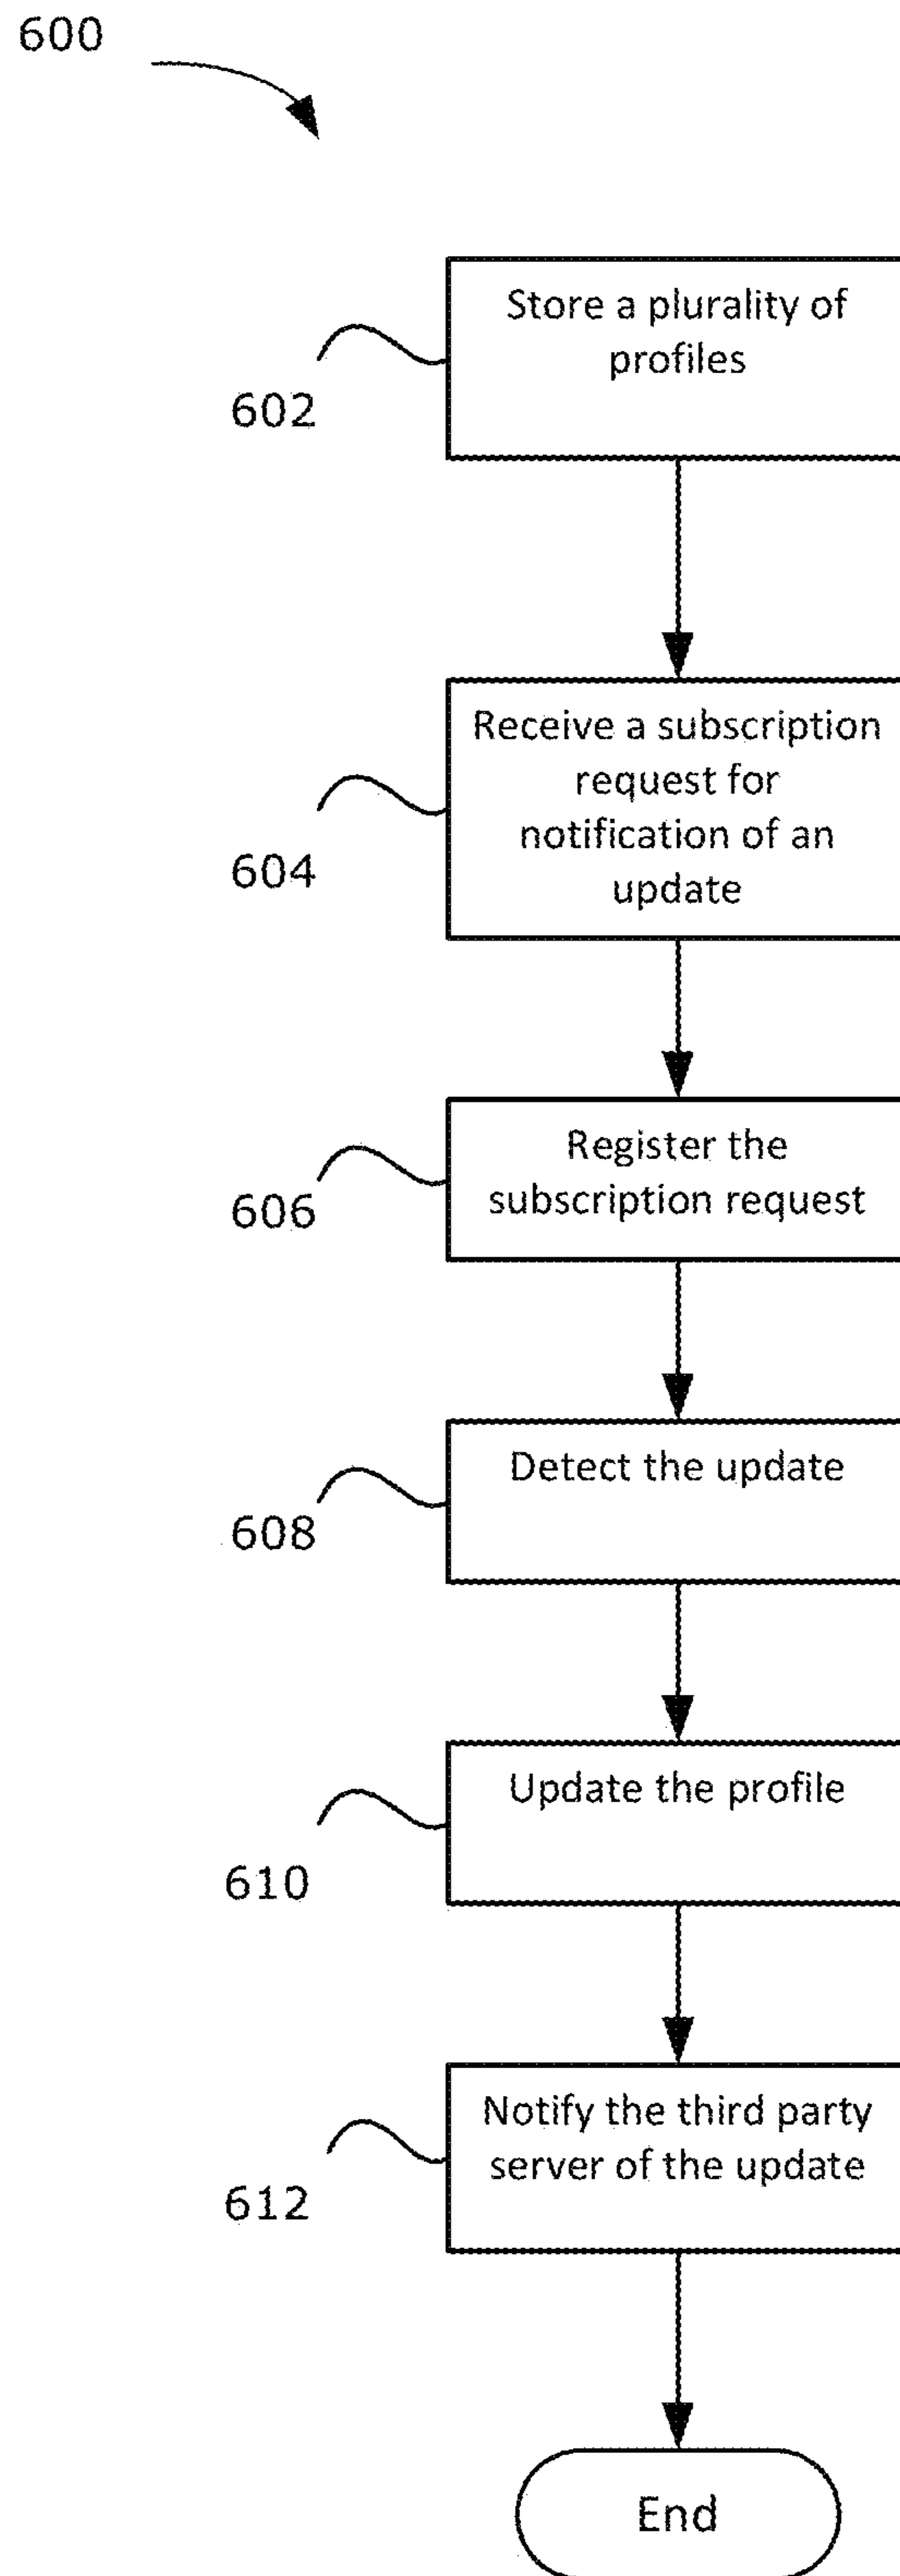 600
Store a plurality of
profiles
602
Receive a subscription
request for
notification of an
update
604
Register the
subscription request
606
Detect the update
608
Update the profile
610
Notify the third party
server of the update
612
End